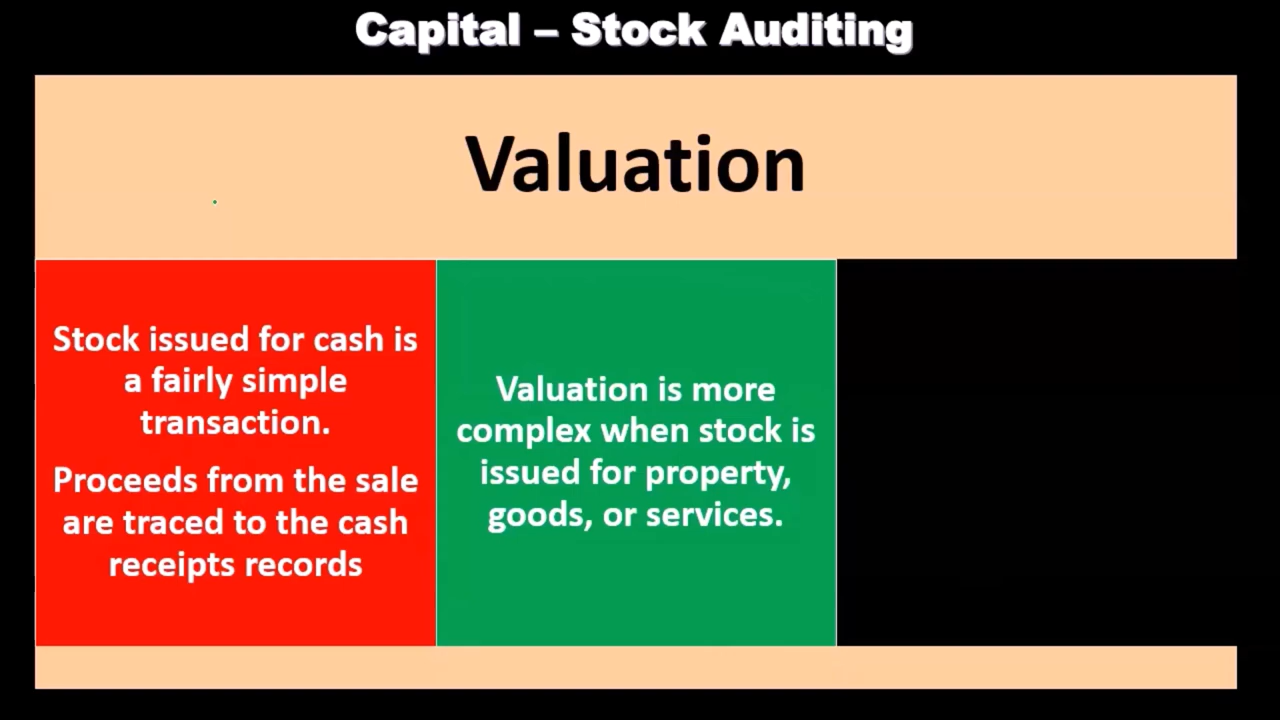 Capital – Stock Auditing
Valuation
Stock issued for cash is
a fairly simple
transaction.
Proceeds from the sale
are traced to the cash
receipts records
Valuation is more
complex when stock is
issued for property,
goods, or services.